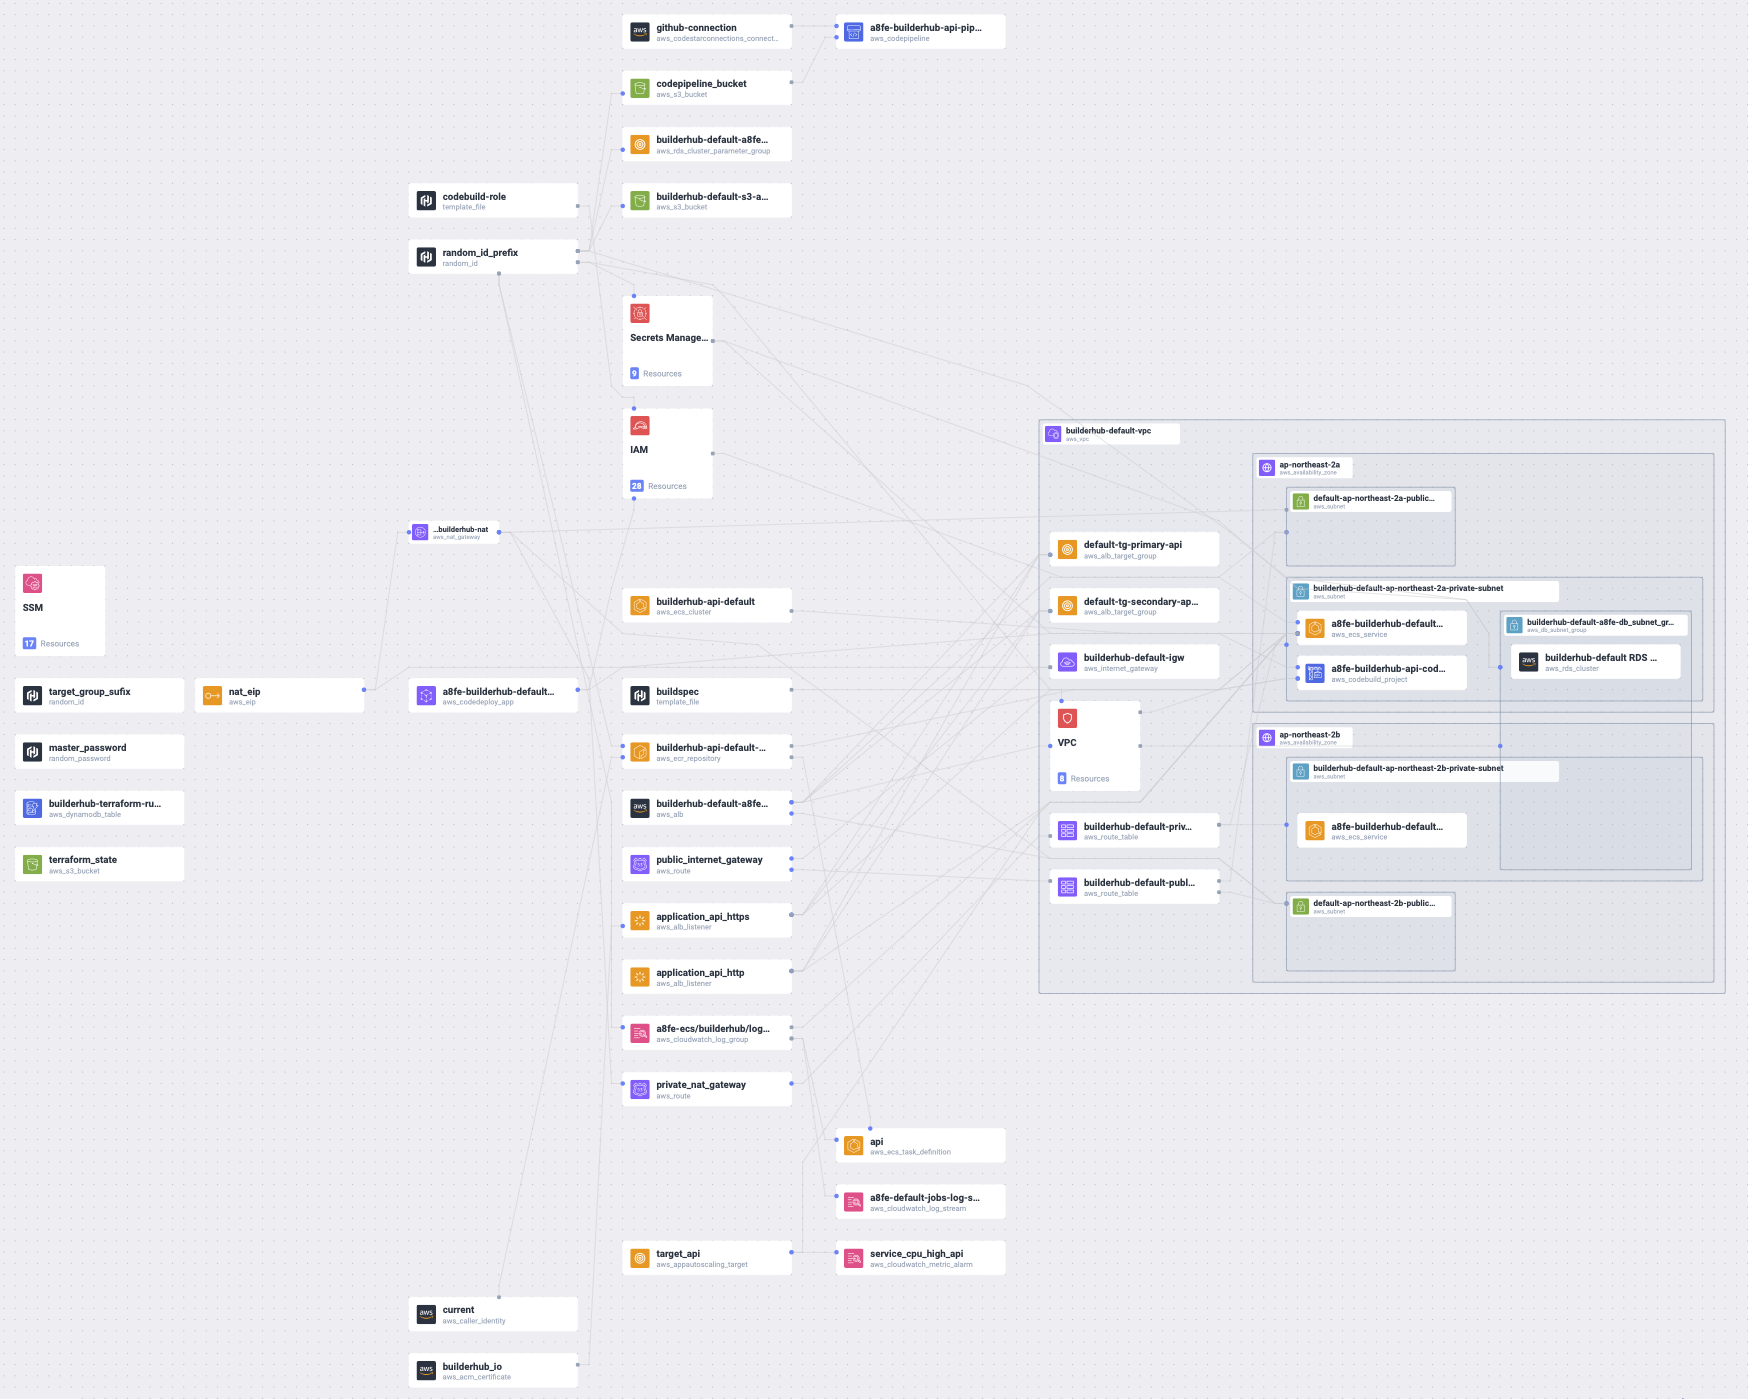 github-connection
aws_codestarconnections_connect...
a8fe-builderhub-api-pip...
aws_codepipeline
codepipeline_bucket
aws_s3_bucket
builderhub-default-a8fe...
aws_rds_cluster_parameter_group
codebuild-role
template_file
builderhub-default-s3-a...
aws_s3_bucket
random_id_prefix
random_id
Secrets Manage...
9 Resources
IAM
28 Resources
builderhub-default-vpc
aws_vpc
ap-northeast-2a
aws_availability_zone
default-ap-northeast-2a-public...
aws_subnet
...builderhub-nat
aws_nat_gateway
default-tg-primary-api
aws_alb_target_group
SSM
17 Resources
builderhub-api-default
aws_ecs_cluster
default-tg-secondary-ap...
aws_alb_target_group
builderhub-default-ap-northeast-2a-private-subnet
aws_subnet
a8fe-builderhub-default...
aws_ecs_service
builderhub-default-a8fe-db_subnet_gr...
aws_db_subnet_group
builderhub-default-igw
aws_internet_gateway
a8fe-builderhub-api-cod...
aws_codebuild_project
builderhub-default RDS ...
aws_rds_cluster
target_group_sufix
random_id
nat_eip
aws_eip
a8fe-builderhub-default...
aws_codedeploy_app
buildspec
template_file
VPC
8 Resources
master_password
random_password
builderhub-api-default-...
aws_ecr_repository
ap-northeast-2b
aws_availability_zone
builderhub-default-ap-northeast-2b-private-subnet
aws_subnet
builderhub-terraform-ru...
aws_dynamodb_table
aws
builderhub-default-a8fe...
aws_alb
builderhub-default-priv...
aws_route_table
a8fe-builderhub-default...
aws_ecs_service
terraform_state
aws_s3_bucket
public_internet_gateway
aws_route
builderhub-default-publ...
aws_route_table
default-ap-northeast-2b-public...
aws_subnet
application_api_https
aws_alb_listener
application_api_http
aws_alb_listener
a8fe-ecs/builderhub/log...
aws_cloudwatch_log_group
private_nat_gateway
aws_route
api
aws_ecs_task_definition
a8fe-default-jobs-log-s...
aws_cloudwatch_log_stream
target_api
aws_appautoscaling_target
service_cpu_high_api
aws_cloudwatch_metric_alarm
aws
current
aws_caller_identity
aws
builderhub_io
aws_acm_certificate